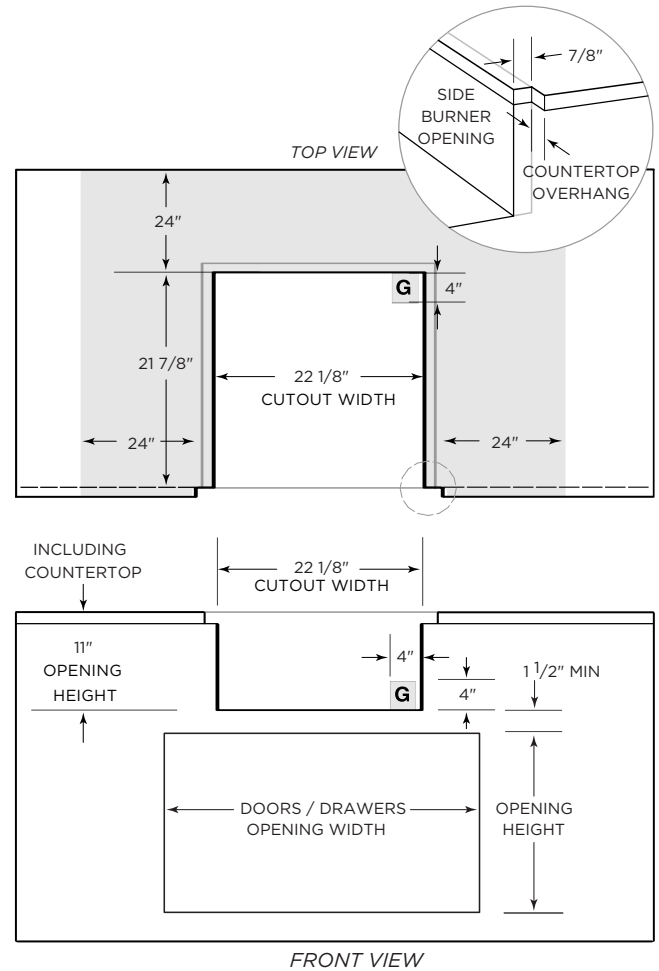 7/8"
SIDE
BURNER
OPENING
COUNTERTOP
OVERHANG
TOP VIEW
24"
G
4"
21 7/8"
22 1/8"
CUTOUT WIDTH
24"
24"
INCLUDING
COUNTERTOP
22 1/8"
CUTOUT WIDTH
11"
OPENING
HEIGHT
4"
G
4"
1 1/2" MIN
DOORS / DRAWERS
OPENING WIDTH
OPENING
HEIGHT
FRONT VIEW